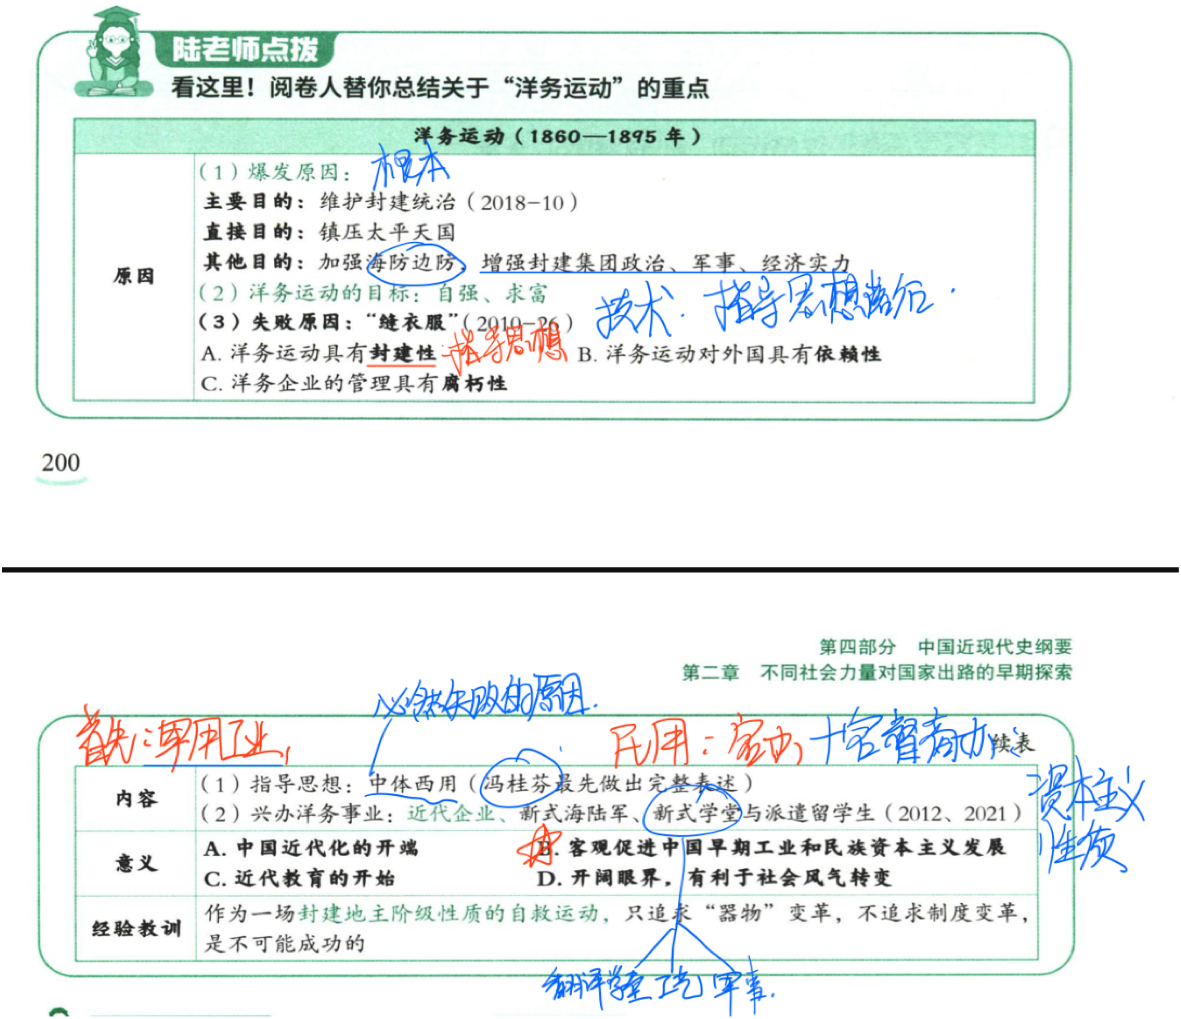 陆老师点拨
看这里！阅卷人替你总结关于“洋务运动”的重点
洋务运动（1860—1895 年）
原因
（1）爆发原因： 根本
主要目的：维护封建统治（2018-10）
直接目的：镇压太平天国
其他目的：加强海防边防，增强封建集团政治、军事、经济实力
（2）洋务运动的目标：自强、求富
技术：指导思想落后.
（3）失败原因：“缝衣服”（2010-26）
A. 洋务运动具有封建性 指导思想 B. 洋务运动对外国具有依赖性
C. 洋务企业的管理具有腐朽性
200
第四部分 中国近现代史纲要
第二章 不同社会力量对国家出路的早期探索
必然失败的原因.
首先：军用工业,
民用：官办,十官督商办 续表
资本主义
性质
内容
（1）指导思想：中体西用（冯桂芬最先做出完整表述）
（2）兴办洋务事业：近代企业、新式海陆军、新式学堂与派遣留学生（2012、2021）
意义
A. 中国近代化的开端 B. 客观促进中国早期工业和民族资本主义发展
C. 近代教育的开始 D. 开阔眼界，有利于社会风气转变
经验教训
作为一场封建地主阶级性质的自救运动，只追求“器物”变革，不追求制度变革，
是不可能成功的
翻译学堂 工艺 军事.